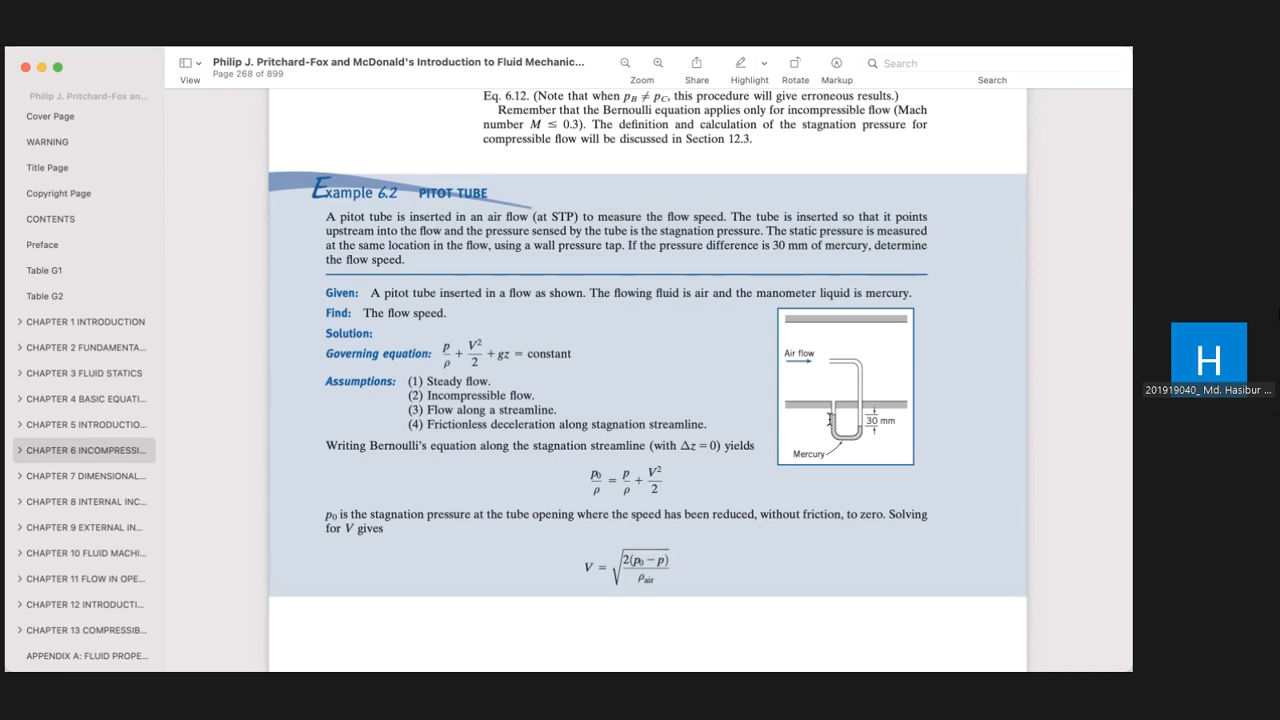 Philip J. Pritchard-Fox and McDonald's Introduction to Fluid Mechanic...
Page 268 of 899
View
Zoom
Share
Highlight
Rotate
Markup
Search
Search
Philip J. Pritchard-Fox an...
Cover Page
WARNING
Title Page
Copyright Page
CONTENTS
Preface
Table G1
Table G2
CHAPTER 1 INTRODUCTION
CHAPTER 2 FUNDAMENTA...
CHAPTER 3 FLUID STATICS
CHAPTER 4 BASIC EQUATI...
CHAPTER 5 INTRODUCTIO...
CHAPTER 6 INCOMPRESSI...
CHAPTER 7 DIMENSIONAL...
CHAPTER 8 INTERNAL INC...
CHAPTER 9 EXTERNAL IN...
CHAPTER 10 FLUID MACHI...
CHAPTER 11 FLOW IN OPE...
CHAPTER 12 INTRODUCTI...
CHAPTER 13 COMPRESSIB...
APPENDIX A: FLUID PROPE...
Eq. 6.12. (Note that when p_B ≠ p_C, this procedure will give erroneous results.)
Remember that the Bernoulli equation applies only for incompressible flow (Mach
number M ≤ 0.3). The definition and calculation of the stagnation pressure for
compressible flow will be discussed in Section 12.3.
Example 6.2 PITOT TUBE
A pitot tube is inserted in an air flow (at STP) to measure the flow speed. The tube is inserted so that it points
upstream into the flow and the pressure sensed by the tube is the stagnation pressure. The static pressure is measured
at the same location in the flow, using a wall pressure tap. If the pressure difference is 30 mm of mercury, determine
the flow speed.
Given: A pitot tube inserted in a flow as shown. The flowing fluid is air and the manometer liquid is mercury.
Find: The flow speed.
Solution:
Governing equation: p/ρ + V²/2 + gz = constant
Assumptions: (1) Steady flow.
(2) Incompressible flow.
(3) Flow along a streamline.
(4) Frictionless deceleration along stagnation streamline.
Writing Bernoulli's equation along the stagnation streamline (with Δz = 0) yields
p₀/ρ = p/ρ + V²/2
p₀ is the stagnation pressure at the tube opening where the speed has been reduced, without friction, to zero. Solving
for V gives
V = √(2(p₀ − p)/ρ_air)
Air flow
30 mm
Mercury
H
201919040_ Md. Hasibur ...